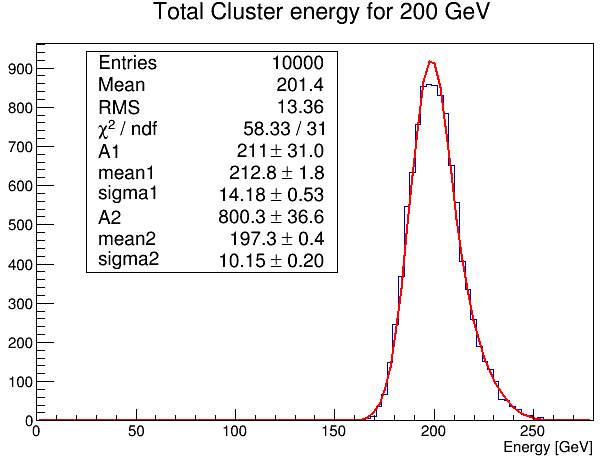 Total Cluster energy for 200 GeV
Entries 10000
Mean 201.4
RMS 13.36
χ² / ndf 58.33 / 31
A1 211 ± 31.0
mean1 212.8 ± 1.8
sigma1 14.18 ± 0.53
A2 800.3 ± 36.6
mean2 197.3 ± 0.4
sigma2 10.15 ± 0.20
900
800
700
600
500
400
300
200
100
0
0 50 100 150 200 250
Energy [GeV]